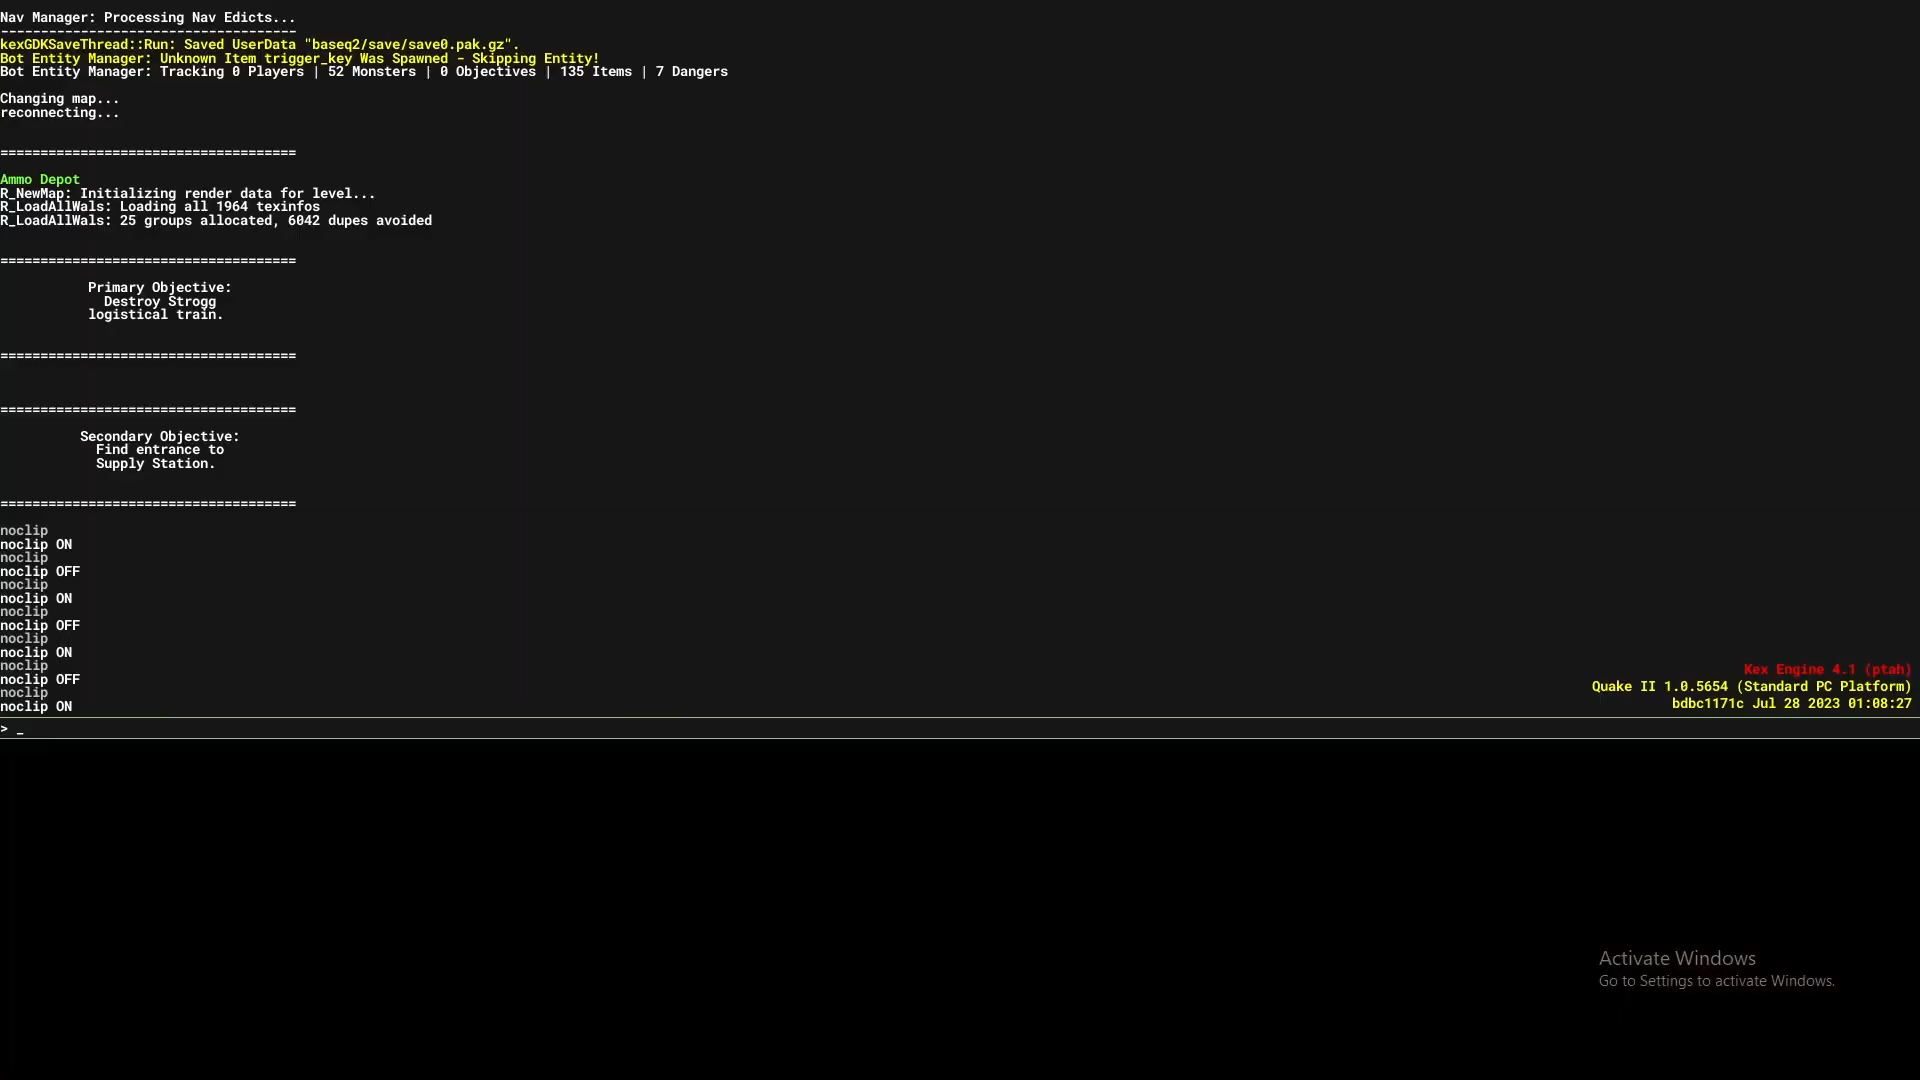 Nav Manager: Processing Nav Edicts...
-------------------------------------
kexGDKSaveThread::Run: Saved UserData "baseq2/save/save0.pak.gz".
Bot Entity Manager: Unknown Item trigger_key Was Spawned - Skipping Entity!
Bot Entity Manager: Tracking 0 Players | 52 Monsters | 0 Objectives | 135 Items | 7 Dangers
Changing map...
reconnecting...
=====================================
Ammo Depot
R_NewMap: Initializing render data for level...
R_LoadAllWals: Loading all 1964 texinfos
R_LoadAllWals: 25 groups allocated, 6042 dupes avoided
=====================================
Primary Objective:
Destroy Strogg
logistical train.
=====================================
=====================================
Secondary Objective:
Find entrance to
Supply Station.
=====================================
noclip
noclip ON
noclip
noclip OFF
noclip
noclip ON
noclip
noclip OFF
noclip
noclip ON
noclip
noclip OFF
noclip
noclip ON
Kex Engine 4.1 (ptah)
Quake II 1.0.5654 (Standard PC Platform)
bdbc1171c Jul 28 2023 01:08:27
> _
Activate Windows
Go to Settings to activate Windows.